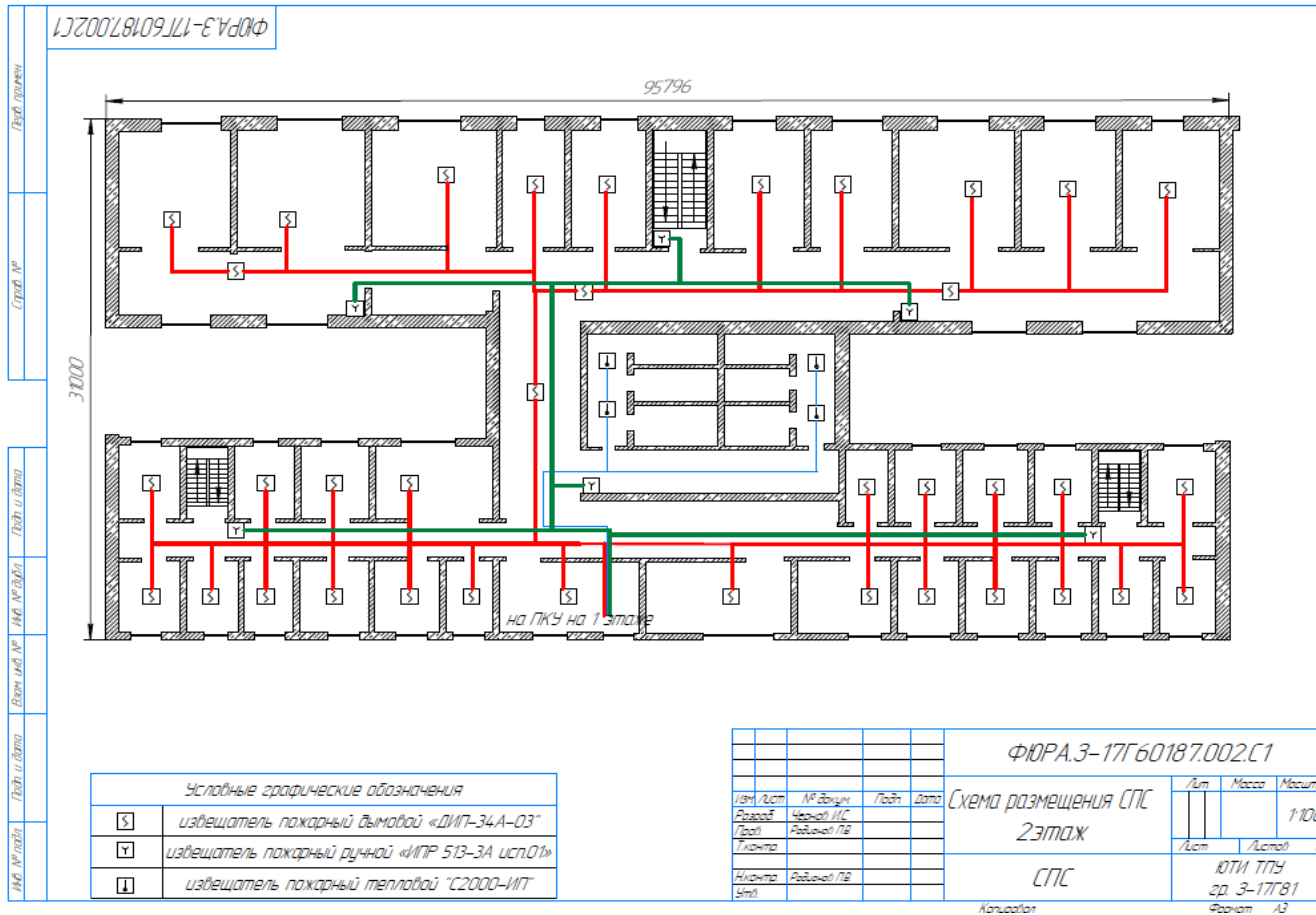 ФЮРА.З-17Г60187.002.С1
Перв. примен.
Справ. №
Подп. и дата
Инв. № дубл.
Взам. инв. №
Подп. и дата
Инв. № подл.
95796
31000
на ПКУ на 1 этаже
Условные графические обозначения
извещатель пожарный дымовой «ДИП-34А-03"
извещатель пожарный ручной «ИПР 513-3А исп.01»
извещатель пожарный тепловой "С2000-ИП"
ФЮРА.З-17Г60187.002.С1
Изм. Лист № докум. Подп. Дата
Разраб. Чернов И.С.
Пров. Родионов П.В.
Т.контр.
Н.контр. Родионов П.В.
Утв.
Схема размещения СПС
2этаж
Лит. Масса Масшт
1:100
Лист Листов 1
СПС
ЮТИ ТПУ
гр. З-17Г81
Копировал Формат А3